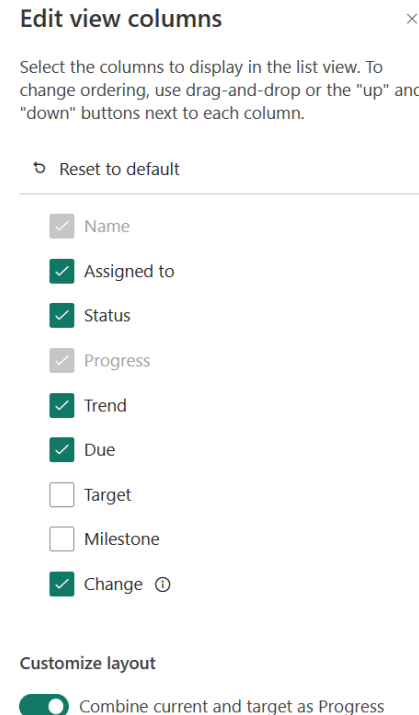 Edit view columns
Select the columns to display in the list view. To
change ordering, use drag-and-drop or the "up" and
"down" buttons next to each column.
Reset to default
Name
Assigned to
Status
Progress
Trend
Due
Target
Milestone
Change
Customize layout
Combine current and target as Progress